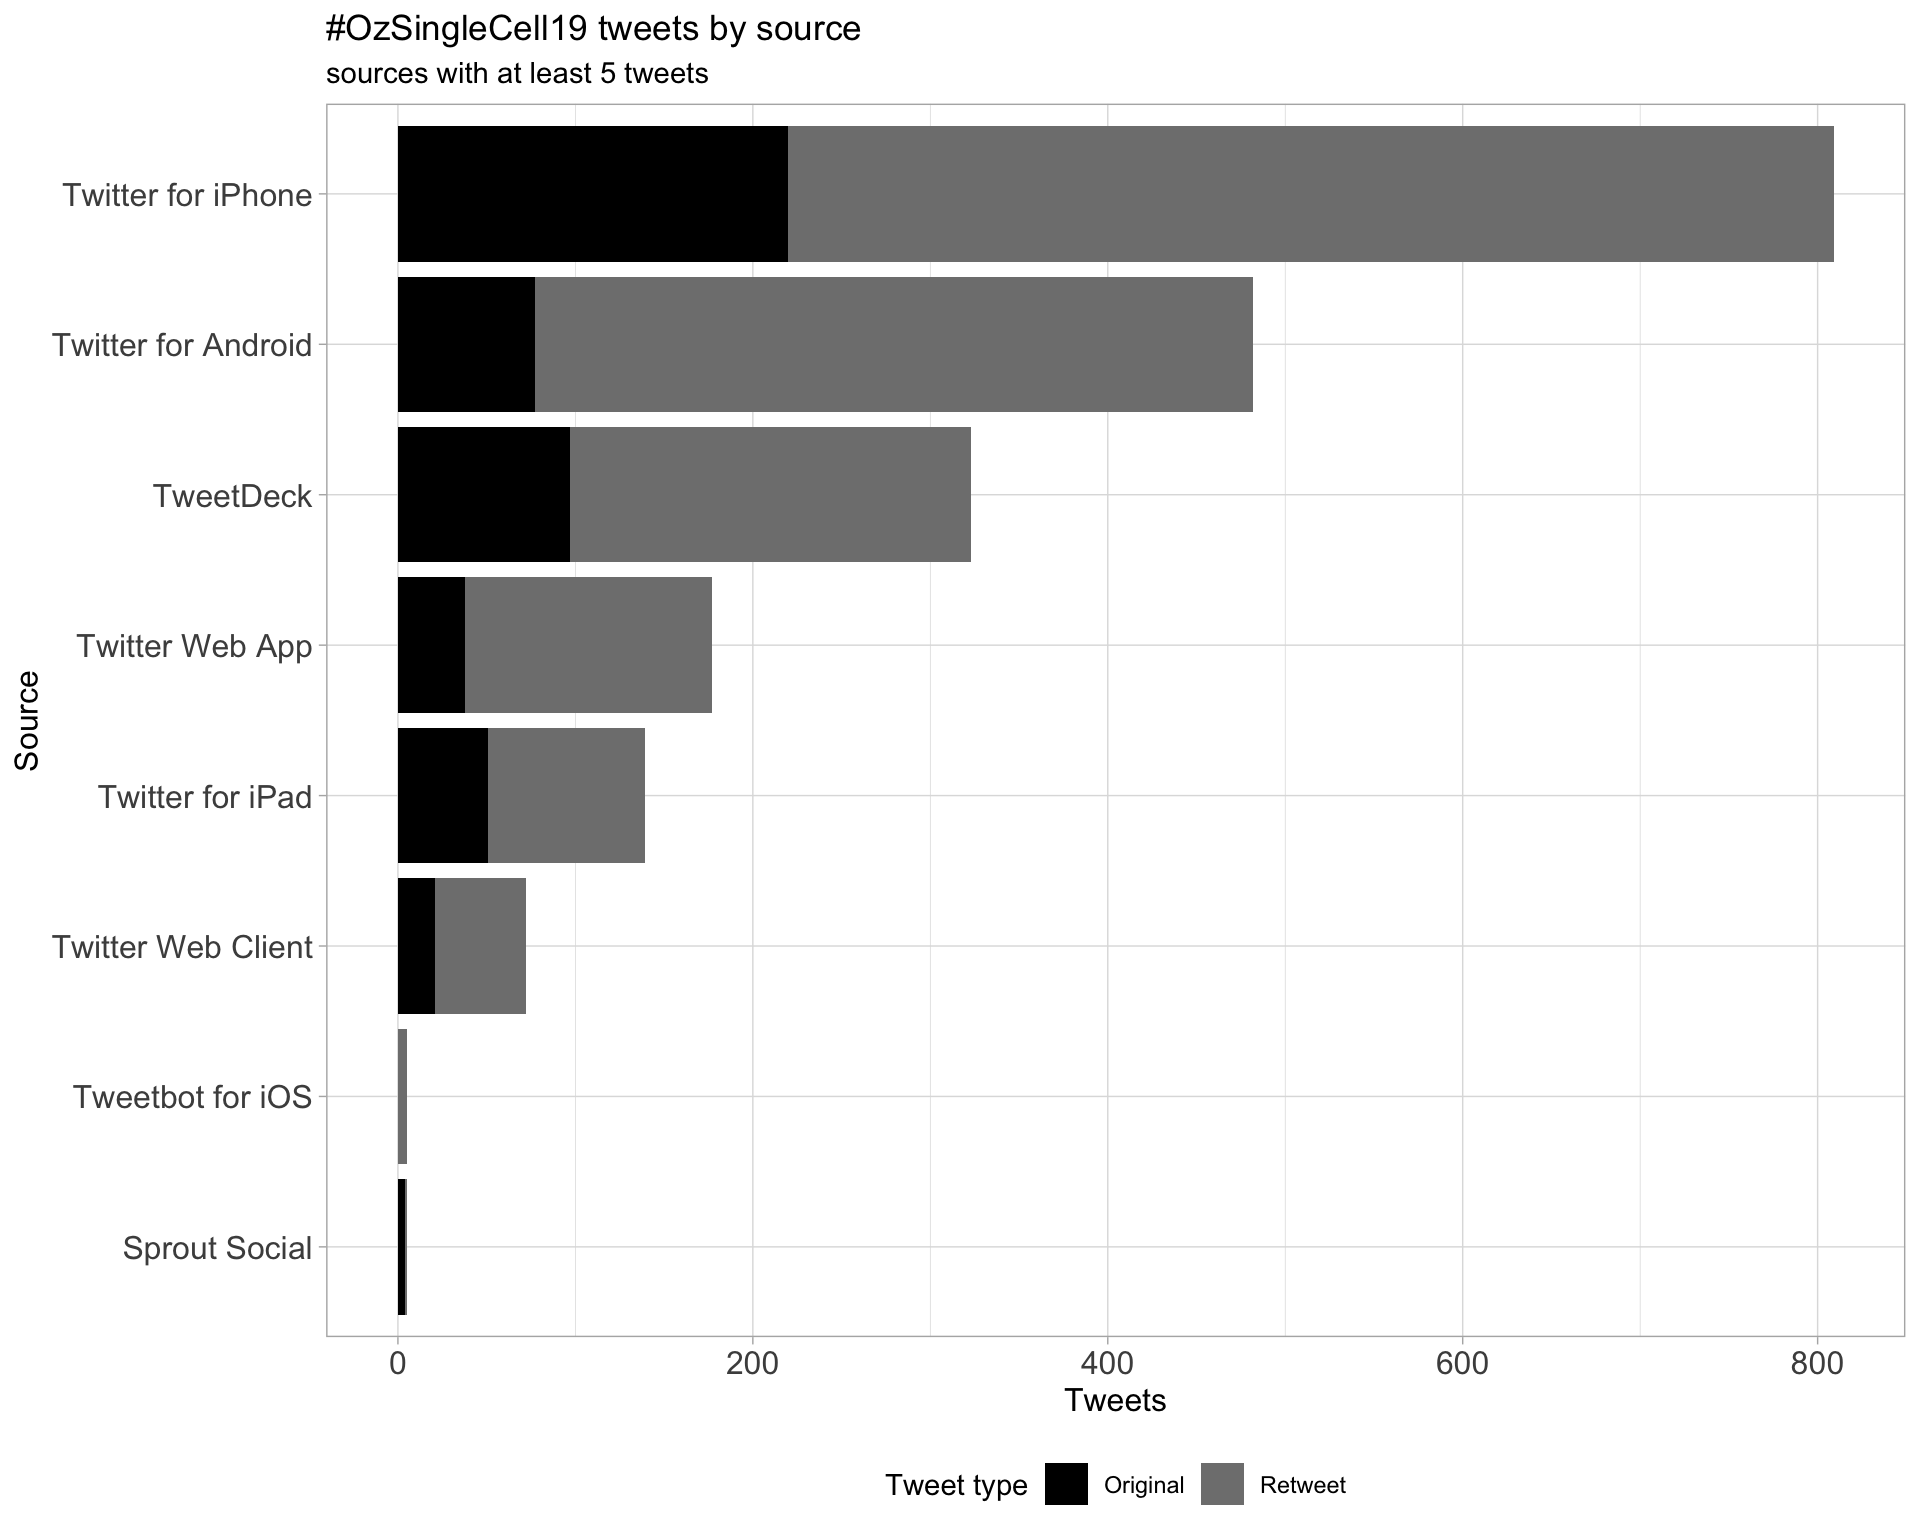 #OzSingleCell19 tweets by source
sources with at least 5 tweets
Source
Twitter for iPhone
Twitter for Android
TweetDeck
Twitter Web App
Twitter for iPad
Twitter Web Client
Tweetbot for iOS
Sprout Social
0 200 400 600 800
Tweets
Tweet type Original Retweet